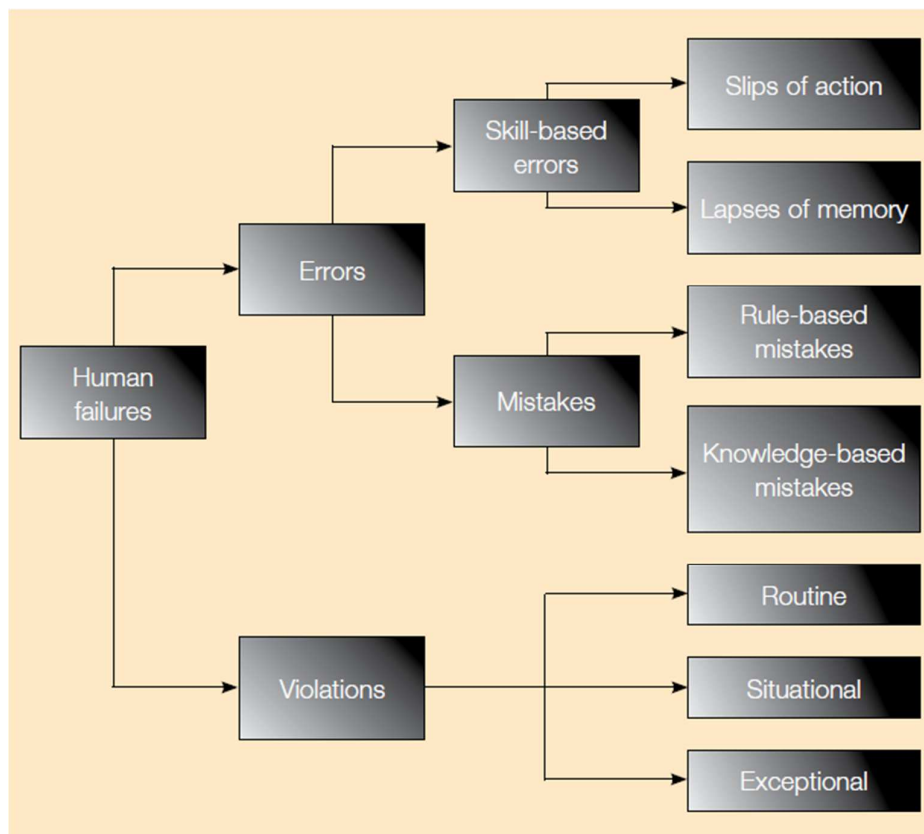 Slips of action
Skill-based
errors
Lapses of memory
Errors
Rule-based
mistakes
Human
failures
Mistakes
Knowledge-based
mistakes
Routine
Violations
Situational
Exceptional